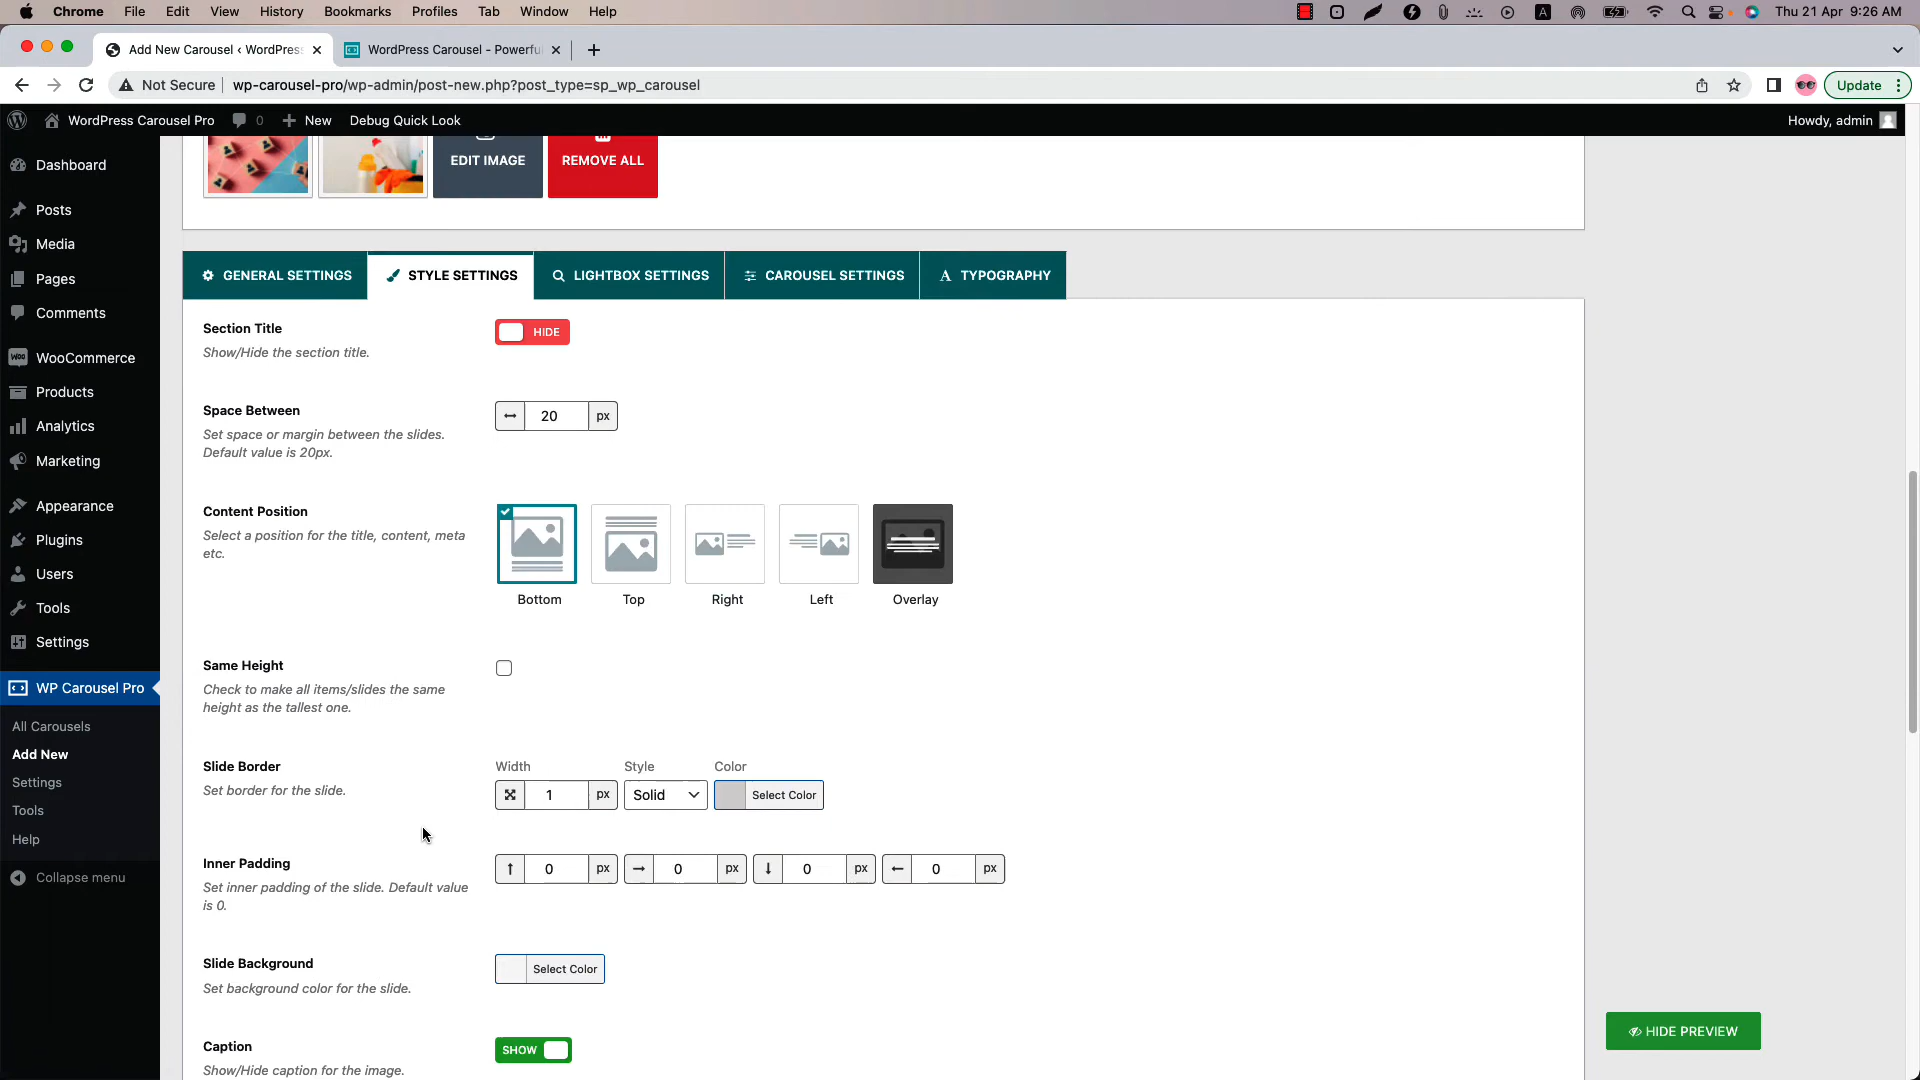 Chrome File Edit View History Bookmarks Profiles Tab Window Help Thu 21 Apr 9:26 AM
Add New Carousel ‹ WordPress
WordPress Carousel - Powerfu
Not Secure wp-carousel-pro/wp-admin/post-new.php?post_type=sp_wp_carousel Update
WordPress Carousel Pro 0 New Debug Quick Look Howdy, admin
Dashboard
Posts
Media
Pages
Comments
WooCommerce
Products
Analytics
Marketing
Appearance
Plugins
Users
Tools
Settings
WP Carousel Pro
All Carousels
Add New
Settings
Tools
Help
Collapse menu
EDIT IMAGE REMOVE ALL
GENERAL SETTINGS STYLE SETTINGS LIGHTBOX SETTINGS CAROUSEL SETTINGS TYPOGRAPHY
Section Title
Show/Hide the section title.
HIDE
Space Between
Set space or margin between the slides.
Default value is 20px.
20 px
Content Position
Select a position for the title, content, meta
etc.
Bottom Top Right Left Overlay
Same Height
Check to make all items/slides the same
height as the tallest one.
Slide Border
Set border for the slide.
Width Style Color
1 px Solid Select Color
Inner Padding
Set inner padding of the slide. Default value
is 0.
0 px 0 px 0 px 0 px
Slide Background
Set background color for the slide.
Select Color
Caption
Show/Hide caption for the image.
SHOW
HIDE PREVIEW